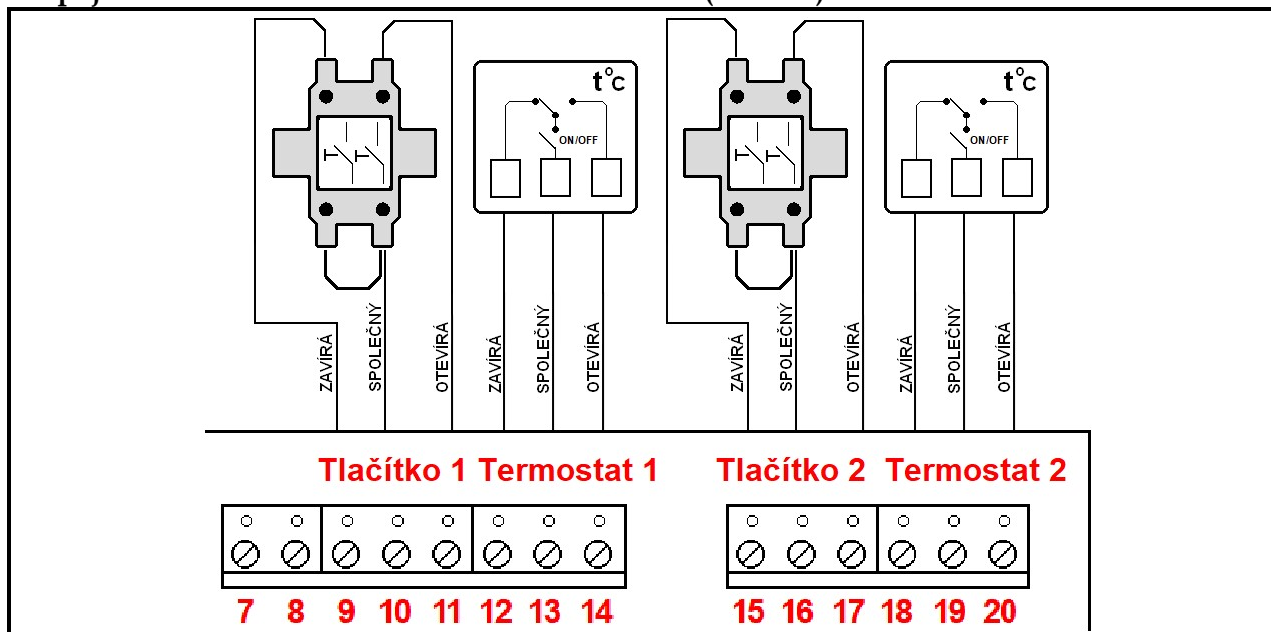 t°C
ON/OFF
t°C
ON/OFF
ZAVÍRÁ
SPOLEČNÝ
OTEVÍRÁ
ZAVÍRÁ
SPOLEČNÝ
OTEVÍRÁ
ZAVÍRÁ
SPOLEČNÝ
OTEVÍRÁ
ZAVÍRÁ
SPOLEČNÝ
OTEVÍRÁ
Tlačítko 1 Termostat 1 Tlačítko 2 Termostat 2
7 8 9 10 11 12 13 14 15 16 17 18 19 20